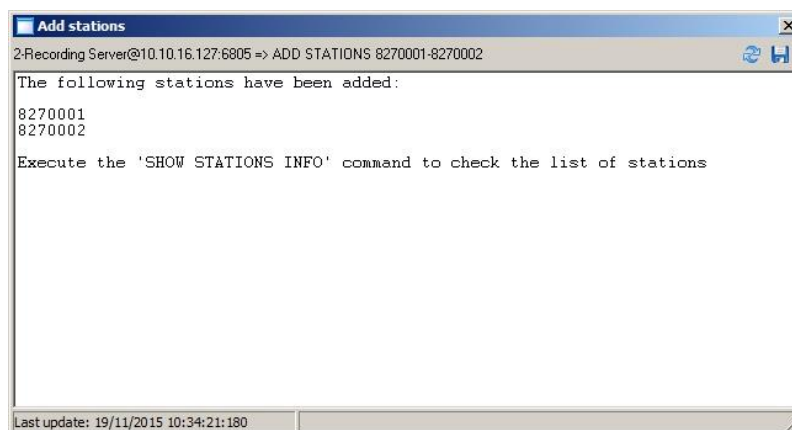 Add stations
2-Recording Server@10.10.16.127:6805 => ADD STATIONS 8270001-8270002
The following stations have been added:
8270001
8270002
Execute the 'SHOW STATIONS INFO' command to check the list of stations
Last update: 19/11/2015 10:34:21:180